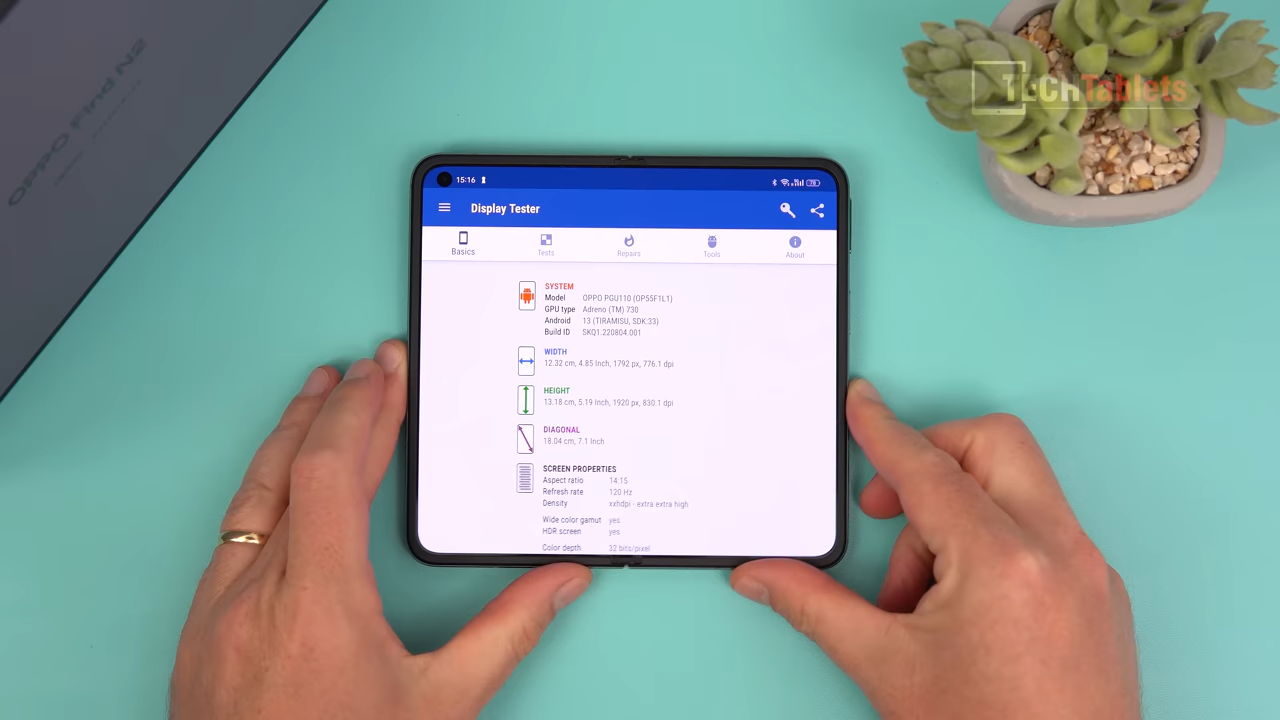 OPPO Find N2
TECHTablets
15:16
78
Display Tester
Basics
Tests
Repairs
Tools
About
SYSTEM
Model OPPO PGU110 (OP55F1L1)
GPU type Adreno (TM) 730
Android 13 (TIRAMISU, SDK:33)
Build ID SKQ1.220804.001
WIDTH
12.32 cm, 4.85 Inch, 1792 px, 776.1 dpi
HEIGHT
13.18 cm, 5.19 Inch, 1920 px, 830.1 dpi
DIAGONAL
18.04 cm, 7.1 Inch
SCREEN PROPERTIES
Aspect ratio 14:15
Refresh rate 120 Hz
Density xxhdpi - extra extra high
Wide color gamut yes
HDR screen yes
Color depth 32 bits/pixel